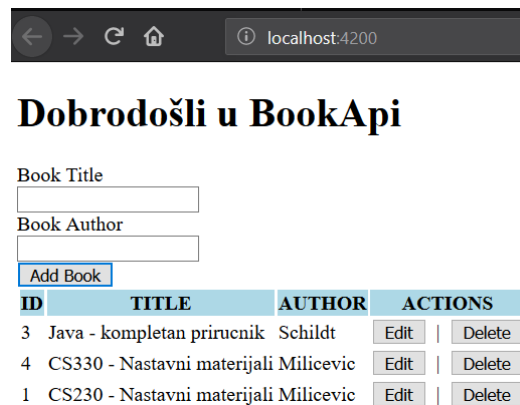 localhost:4200
Dobrodošli u BookApi
Book Title
Book Author
Add Book
ID TITLE AUTHOR ACTIONS
3 Java - kompletan prirucnik Schildt Edit | Delete
4 CS330 - Nastavni materijali Milicevic Edit | Delete
1 CS230 - Nastavni materijali Milicevic Edit | Delete